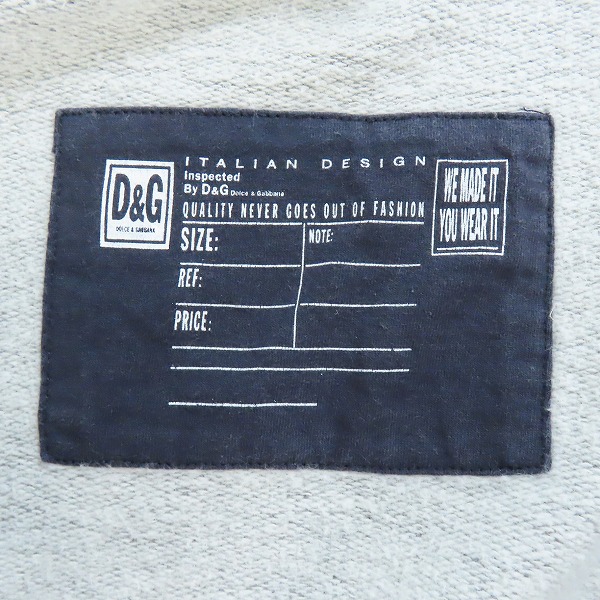 ITALIAN DESIGN
D&G
DOLCE & GABBANA
Inspected
By D&G Dolce & Gabbana
QUALITY NEVER GOES OUT OF FASHION
WE MADE IT
YOU WEAR IT
SIZE:
NOTE:
REF:
PRICE: